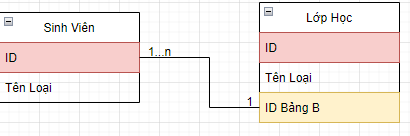 Sinh Viên
ID
Tên Loại
1...n
1
Lớp Học
ID
Tên Loại
ID Bảng B